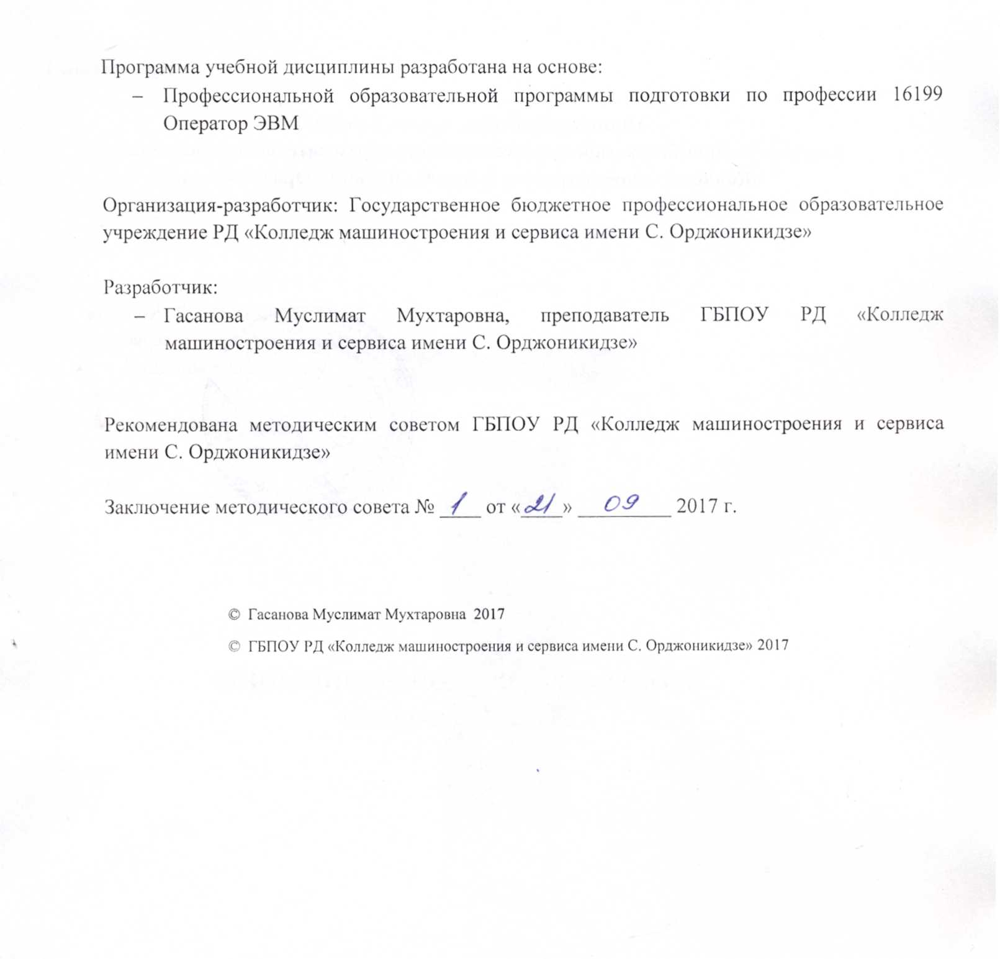 Программа учебной дисциплины разработана на основе:
– Профессиональной образовательной программы подготовки по профессии 16199
Оператор ЭВМ
Организация-разработчик: Государственное бюджетное профессиональное образовательное
учреждение РД «Колледж машиностроения и сервиса имени С. Орджоникидзе»
Разработчик:
– Гасанова Муслимат Мухтаровна, преподаватель ГБПОУ РД «Колледж
машиностроения и сервиса имени С. Орджоникидзе»
Рекомендована методическим советом ГБПОУ РД «Колледж машиностроения и сервиса
имени С. Орджоникидзе»
Заключение методического совета № 1 от «21» 09 2017 г.
© Гасанова Муслимат Мухтаровна 2017
© ГБПОУ РД «Колледж машиностроения и сервиса имени С. Орджоникидзе» 2017